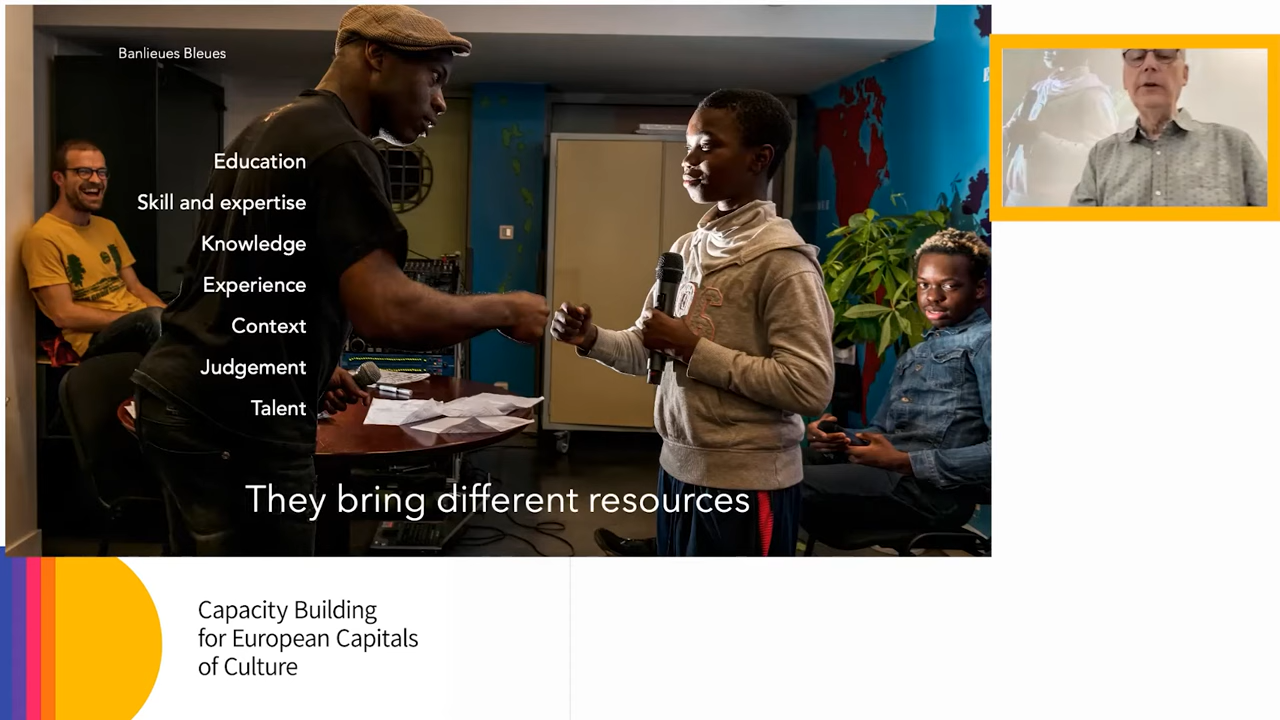 Banlieues Bleues
Education
Skill and expertise
Knowledge
Experience
Context
Judgement
Talent
They bring different resources
Capacity Building
for European Capitals
of Culture